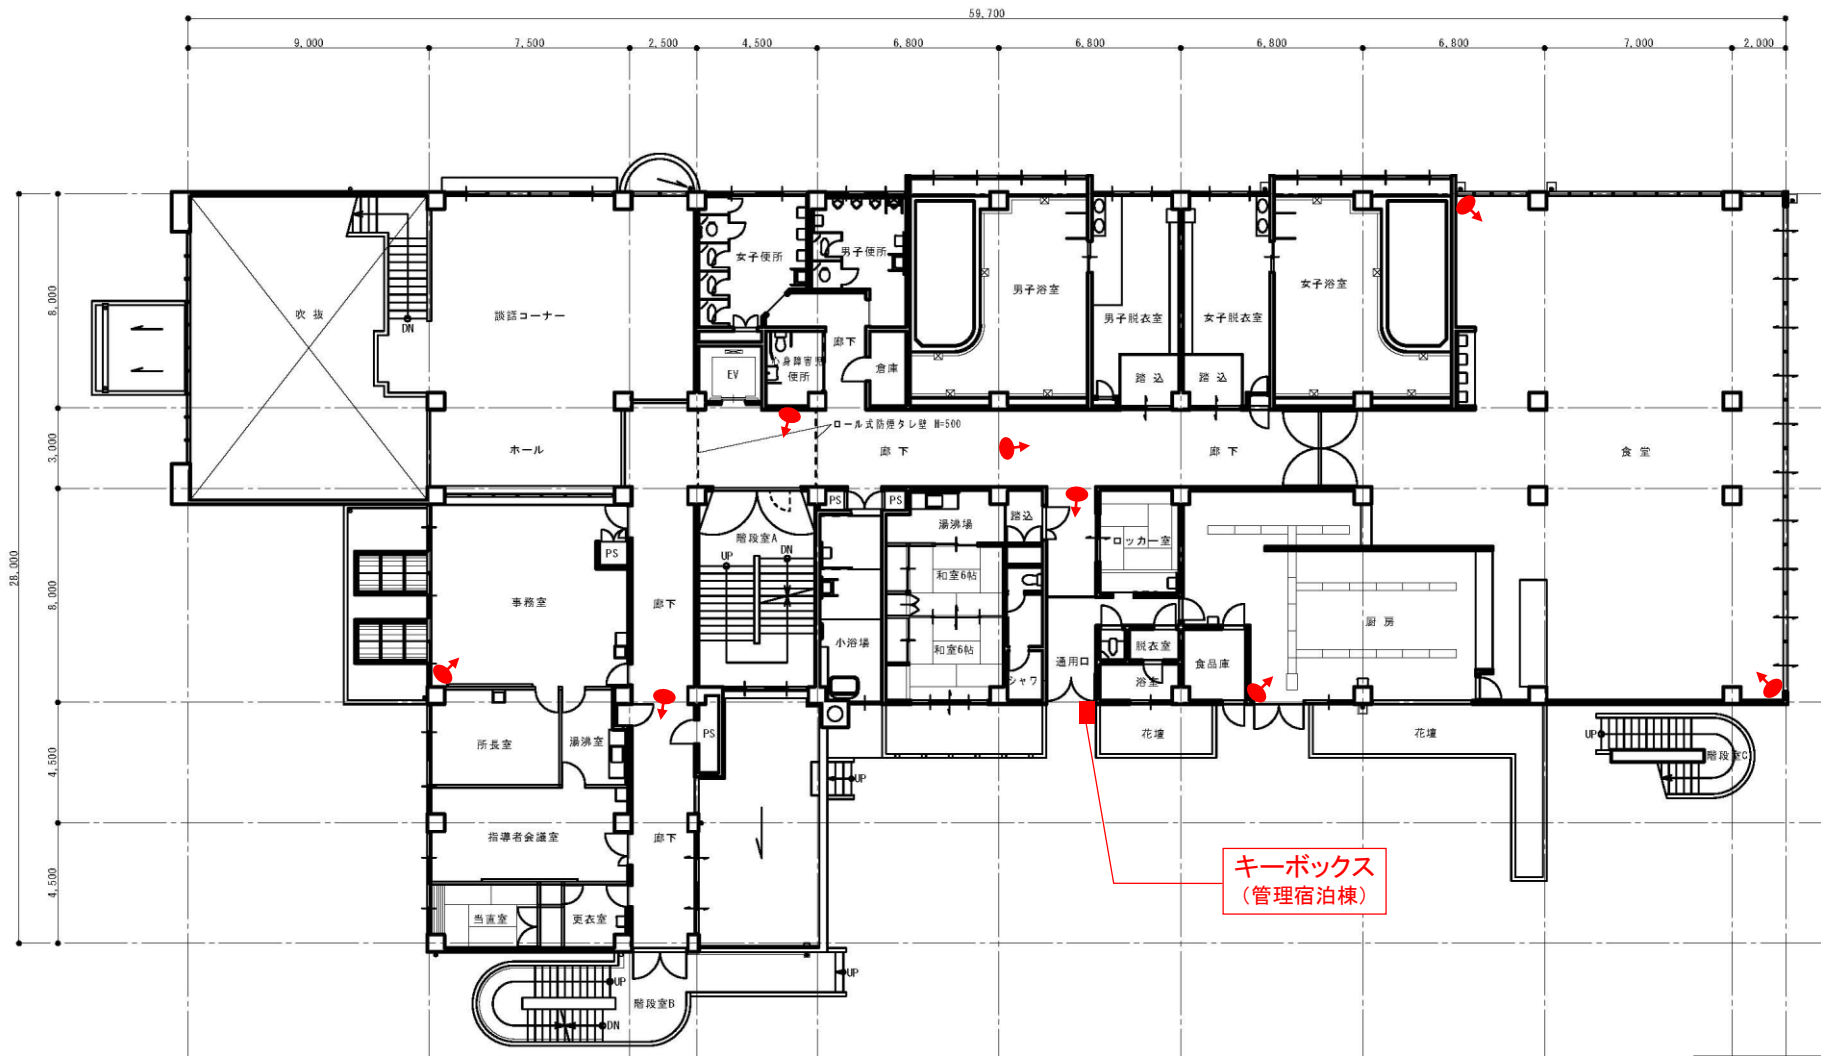 59,700
9,000
7,500
2,500
4,500
6,800
6,800
6,800
6,800
7,000
2,000
28,000
8,000
3,000
8,000
4,500
4,500
吹抜
DN
談話コーナー
女子便所
男子便所
廊下
倉庫
EV
心身障害児
便所
男子浴室
男子脱衣室
女子脱衣室
踏込
踏込
女子浴室
ホール
ロール式防煙タレ壁 H=500
廊下
廊下
食堂
PS
事務室
廊下
階段室A
UP
DN
PS
PS
小浴場
湯沸場
踏込
和室6帖
和室6帖
シャワー
通用口
ロッカー室
脱衣室
浴室
食品庫
厨房
所長室
湯沸室
PS
UP
花壇
花壇
UP
階段室C
指導者会議室
廊下
当直室
更衣室
キーボックス
(管理宿泊棟)
UP
DN
階段室B
UP